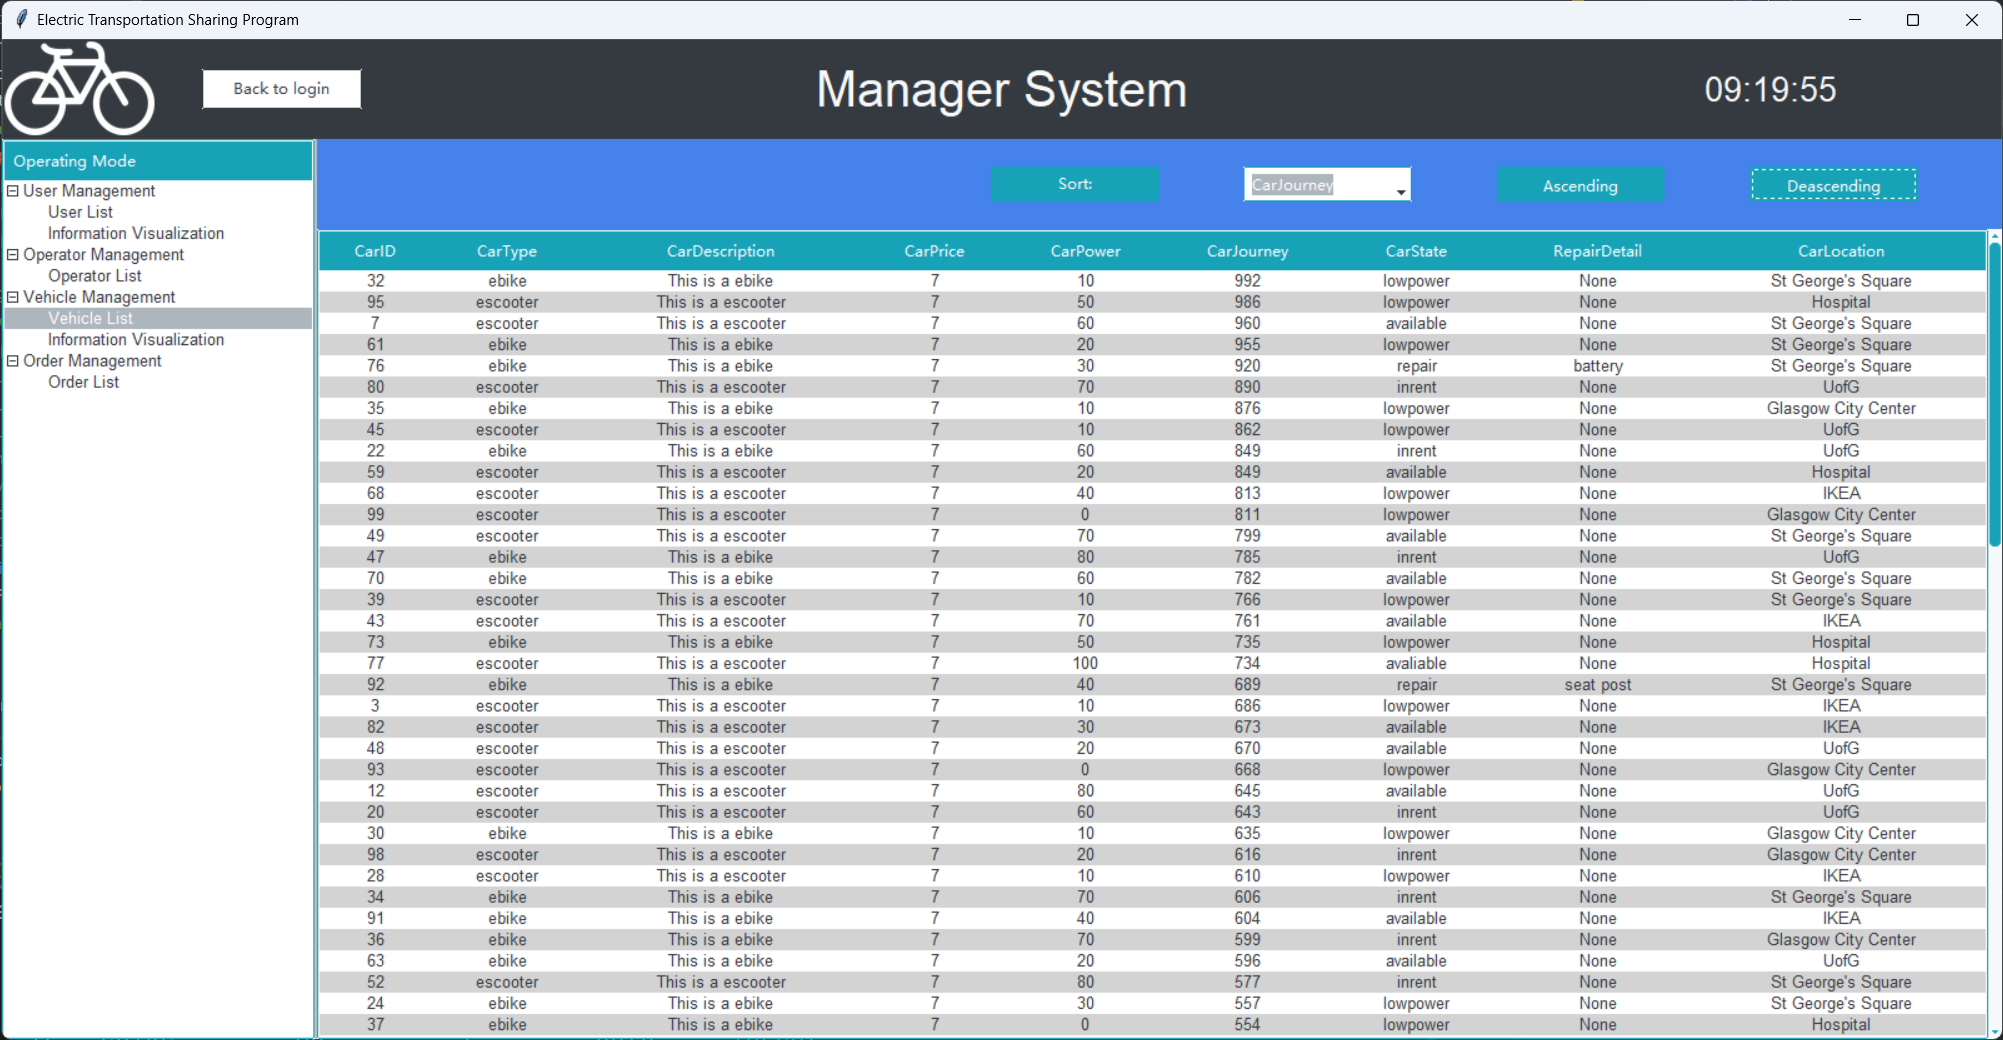 Electric Transportation Sharing Program
Back to login
Manager System
09:19:55
Operating Mode
User Management
User List
Information Visualization
Operator Management
Operator List
Vehicle Management
Vehicle List
Information Visualization
Order Management
Order List
Sort: CarJourney Ascending Deascending
CarID CarType CarDescription CarPrice CarPower CarJourney CarState RepairDetail CarLocation
32 ebike This is a ebike 7 10 992 lowpower None St George's Square
95 escooter This is a escooter 7 50 986 lowpower None Hospital
7 escooter This is a escooter 7 60 960 available None St George's Square
61 ebike This is a ebike 7 20 955 lowpower None St George's Square
76 ebike This is a ebike 7 30 920 repair battery St George's Square
80 escooter This is a escooter 7 70 890 inrent None UofG
35 ebike This is a ebike 7 10 876 lowpower None Glasgow City Center
45 escooter This is a escooter 7 10 862 lowpower None UofG
22 ebike This is a ebike 7 60 849 inrent None UofG
59 escooter This is a escooter 7 20 849 available None Hospital
68 escooter This is a escooter 7 40 813 lowpower None IKEA
99 escooter This is a escooter 7 0 811 lowpower None Glasgow City Center
49 escooter This is a escooter 7 70 799 available None St George's Square
47 ebike This is a ebike 7 80 785 inrent None UofG
70 ebike This is a ebike 7 60 782 available None St George's Square
39 escooter This is a escooter 7 10 766 lowpower None St George's Square
43 escooter This is a escooter 7 70 761 available None IKEA
73 ebike This is a ebike 7 50 735 lowpower None Hospital
77 escooter This is a escooter 7 100 734 avaliable None Hospital
92 ebike This is a ebike 7 40 689 repair seat post St George's Square
3 escooter This is a escooter 7 10 686 lowpower None IKEA
82 escooter This is a escooter 7 30 673 available None IKEA
48 escooter This is a escooter 7 20 670 available None UofG
93 escooter This is a escooter 7 0 668 lowpower None Glasgow City Center
12 escooter This is a escooter 7 80 645 available None UofG
20 escooter This is a escooter 7 60 643 inrent None UofG
30 ebike This is a ebike 7 10 635 lowpower None Glasgow City Center
98 escooter This is a escooter 7 20 616 inrent None Glasgow City Center
28 escooter This is a escooter 7 10 610 lowpower None IKEA
34 ebike This is a ebike 7 70 606 inrent None St George's Square
91 ebike This is a ebike 7 40 604 available None IKEA
36 ebike This is a ebike 7 70 599 inrent None Glasgow City Center
63 ebike This is a ebike 7 20 596 available None UofG
52 escooter This is a escooter 7 80 577 inrent None St George's Square
24 ebike This is a ebike 7 30 557 lowpower None St George's Square
37 ebike This is a ebike 7 0 554 lowpower None Hospital